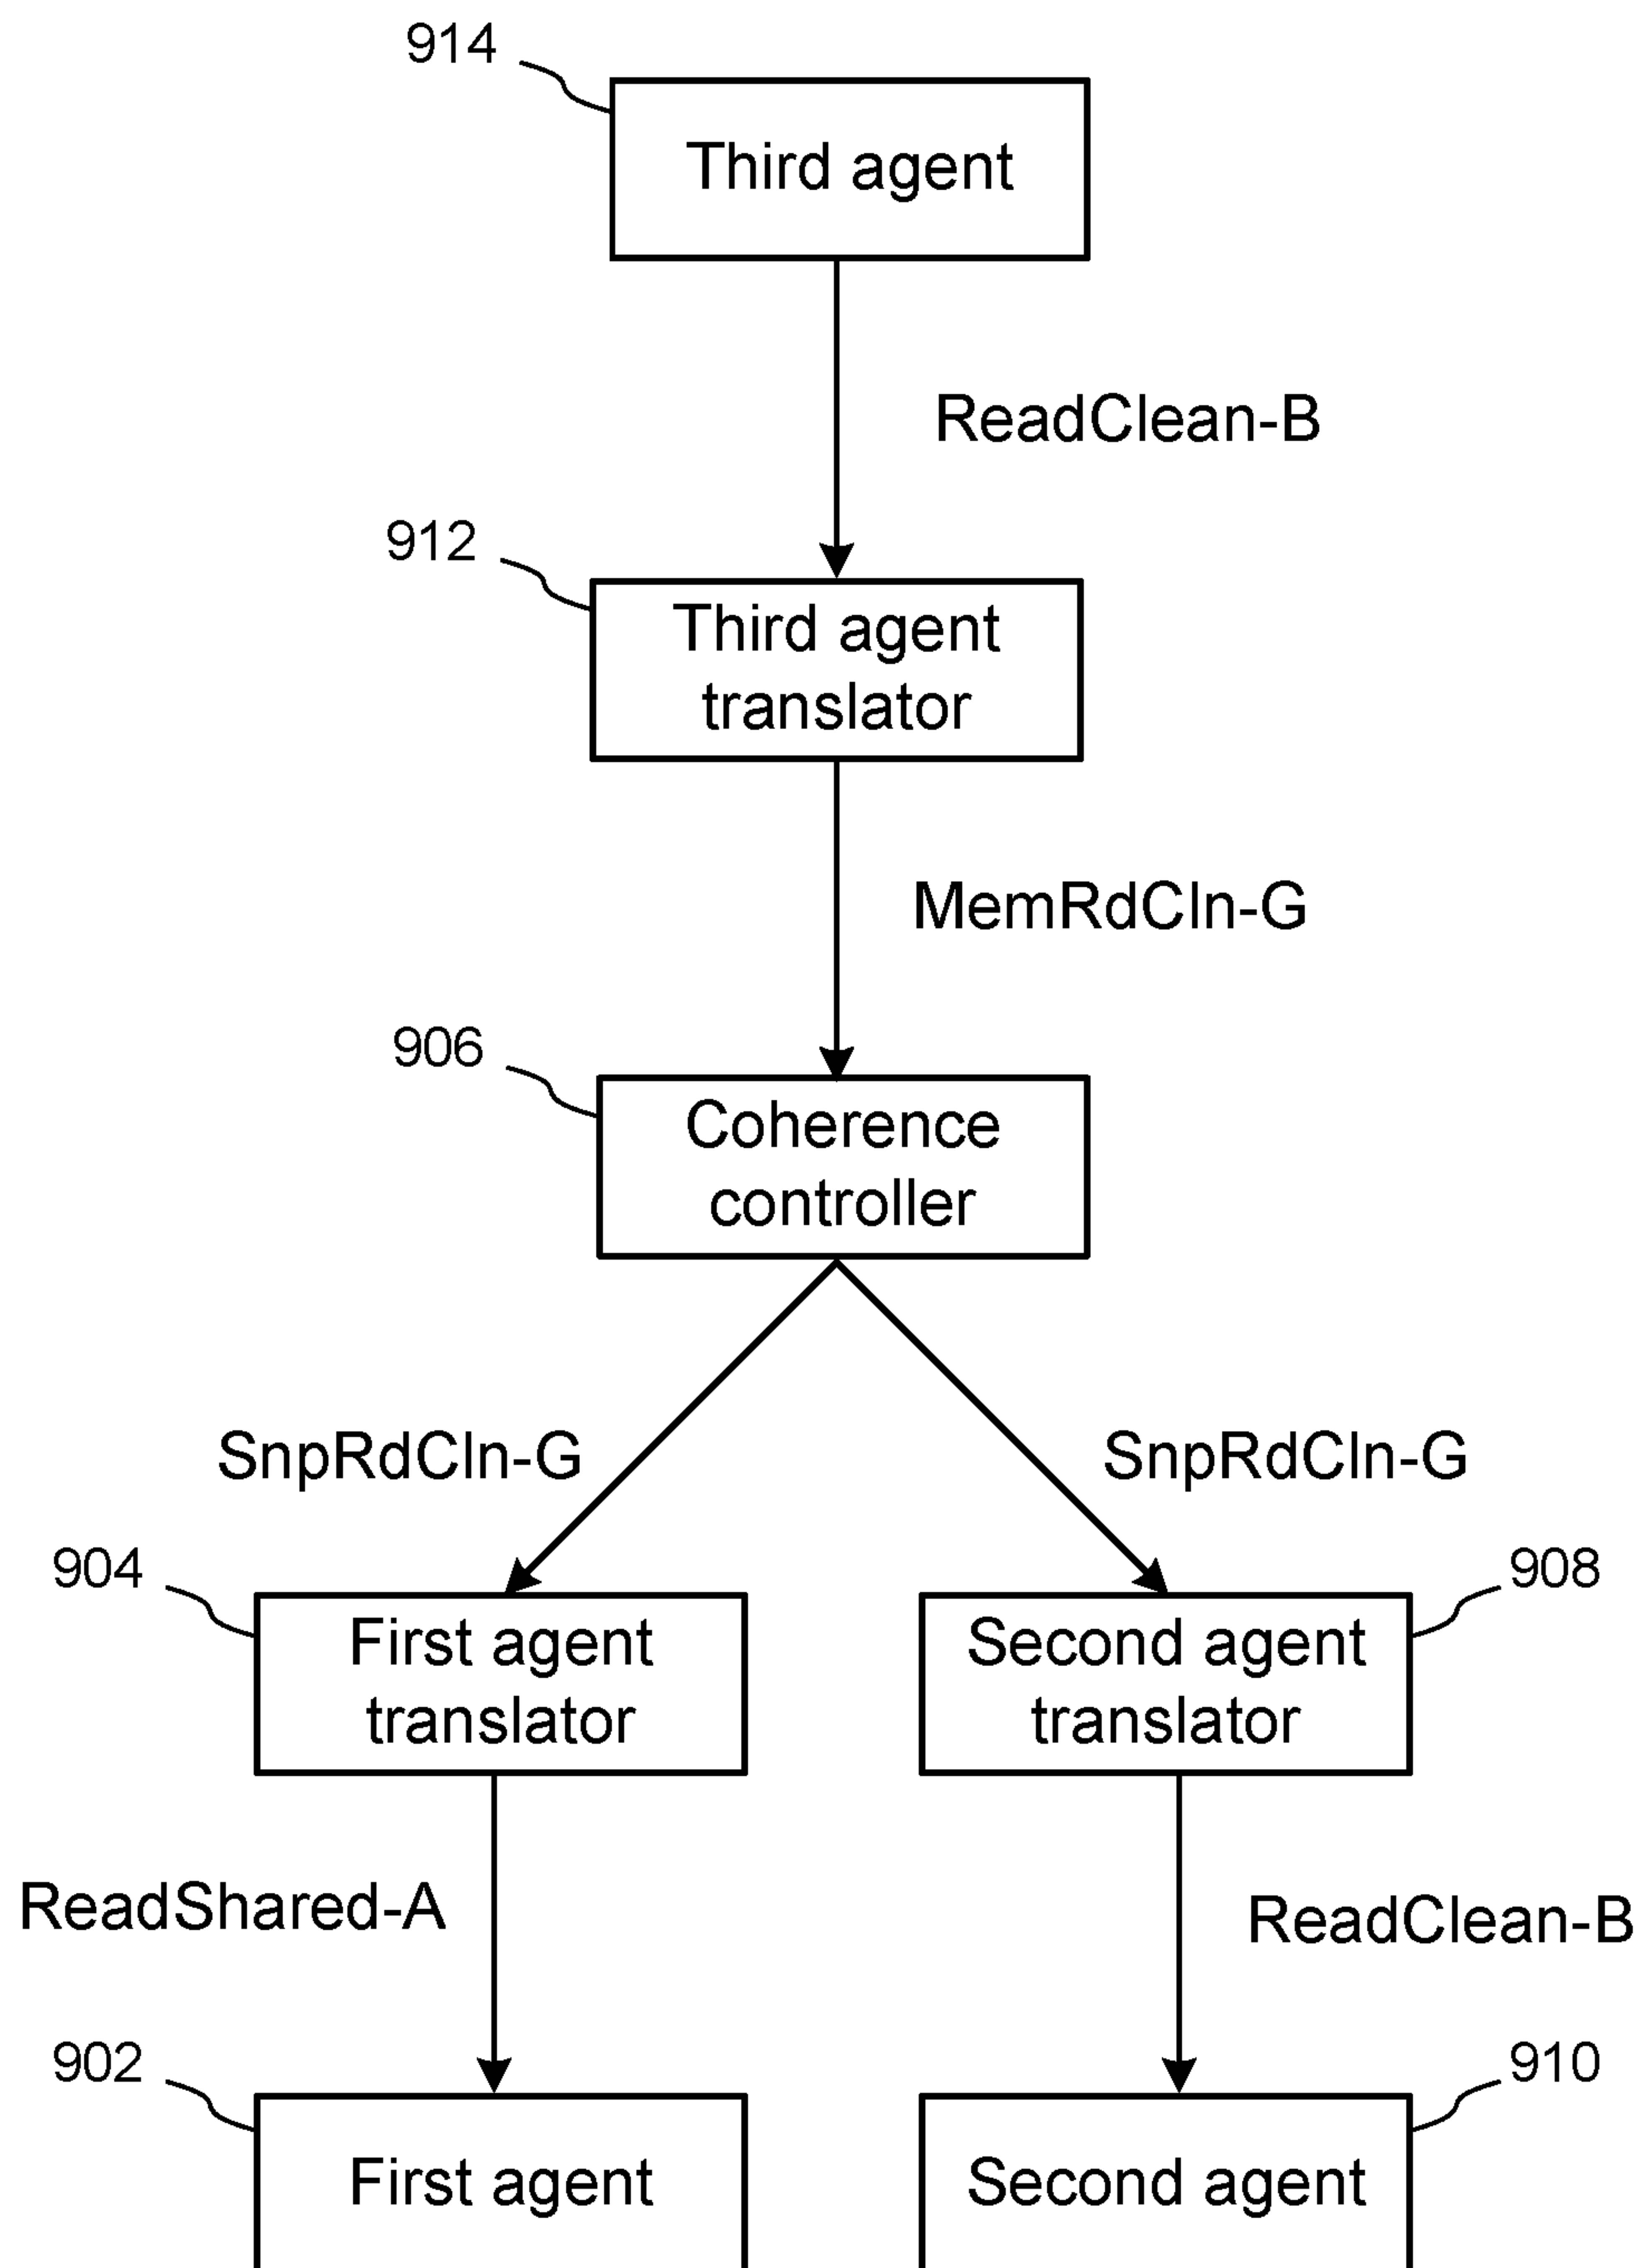 914
Third agent
ReadClean-B
912
Third agent
translator
MemRdCln-G
906
Coherence
controller
SnpRdCln-G
SnpRdCln-G
904
908
First agent
translator
Second agent
translator
ReadShared-A
ReadClean-B
902
910
First agent
Second agent